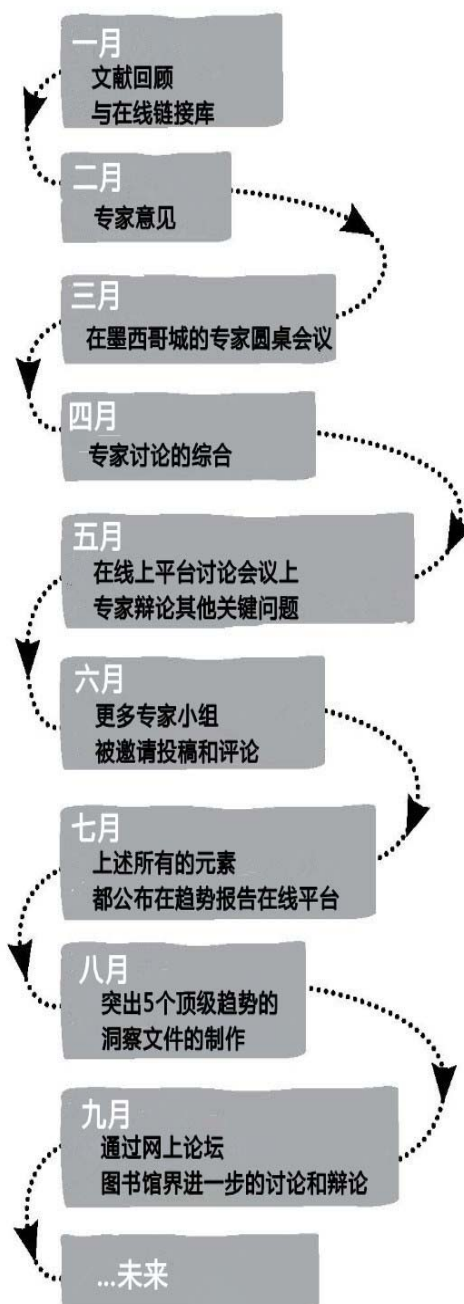 一月
文献回顾
与在线链接库
二月
专家意见
三月
在墨西哥城的专家圆桌会议
四月
专家讨论的综合
五月
在线上平台讨论会议上
专家辩论其他关键问题
六月
更多专家小组
被邀请投稿和评论
七月
上述所有的元素
都公布在趋势报告在线平台
八月
突出5个顶级趋势的
洞察文件的制作
九月
通过网上论坛
图书馆界进一步的讨论和辩论
...未来